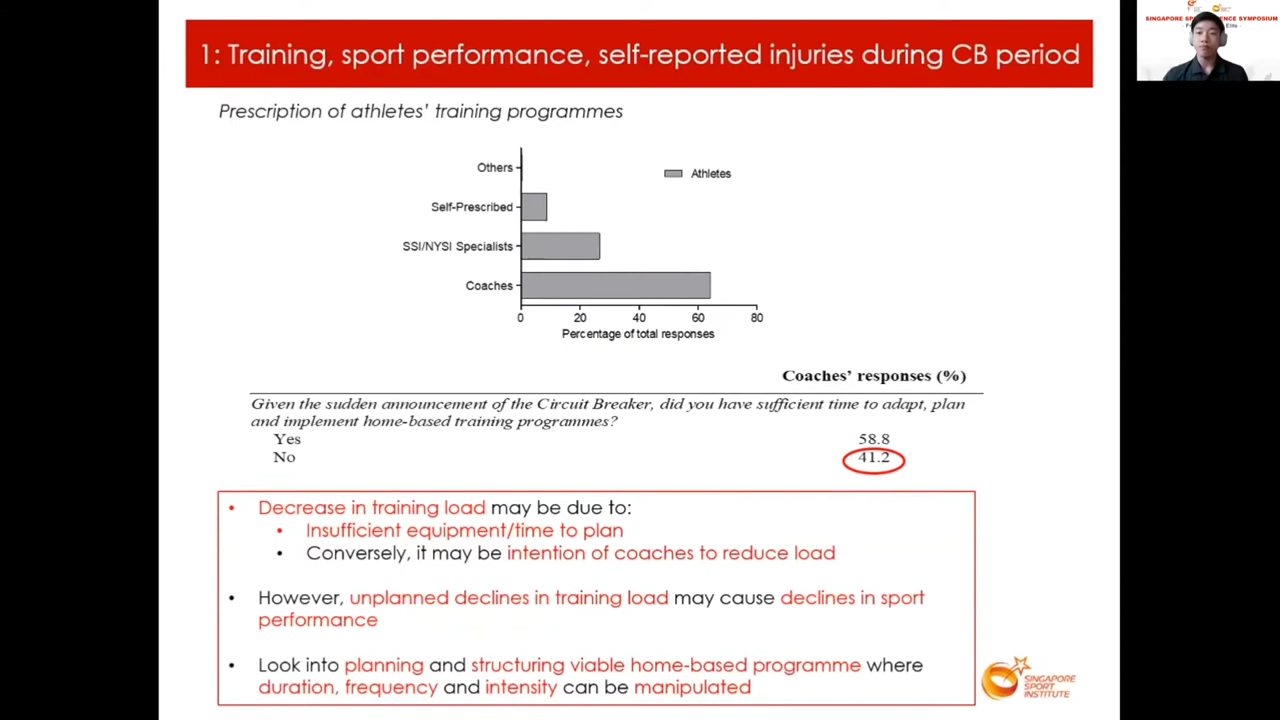 1: Training, sport performance, self-reported injuries during CB period
SINGAPORE SPORT SCIENCE SYMPOSIUM
Prescription of athletes' training programmes
Others
Athletes
Self-Prescribed
SSI/NYSI Specialists
Coaches
0 20 40 60 80
Percentage of total responses
Coaches' responses (%)
Given the sudden announcement of the Circuit Breaker, did you have sufficient time to adapt, plan
and implement home-based training programmes?
Yes 58.8
No 41.2
• Decrease in training load may be due to:
• Insufficient equipment/time to plan
• Conversely, it may be intention of coaches to reduce load
• However, unplanned declines in training load may cause declines in sport
performance
• Look into planning and structuring viable home-based programme where
duration, frequency and intensity can be manipulated
SINGAPORE
SPORT
INSTITUTE